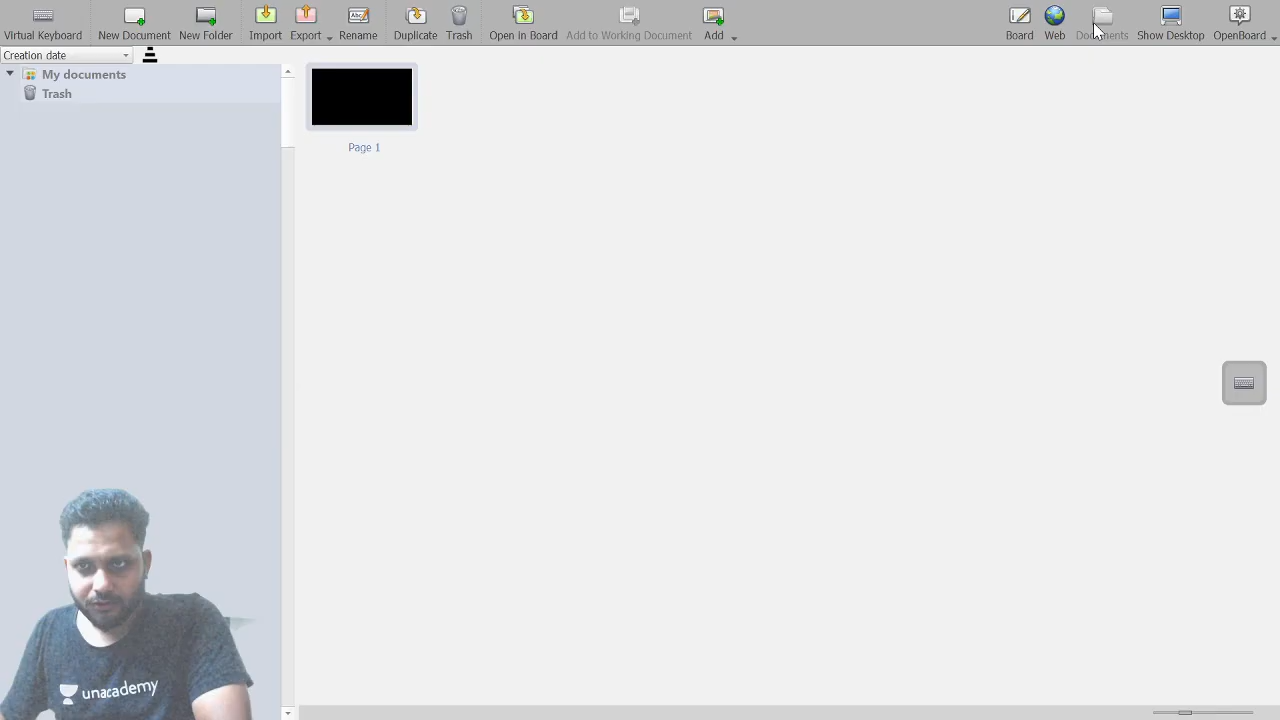 Virtual Keyboard New Document New Folder Import Export Rename Duplicate Trash Open in Board Add to Working Document Add Board Web Documents Show Desktop OpenBoard
Creation date
My documents
Trash
Page 1
unacademy